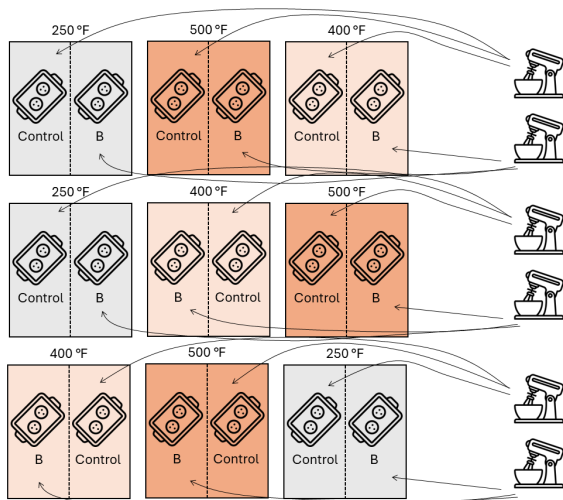 250 °F 500 °F 400 °F
Control B Control B Control B
250 °F 400 °F 500 °F
Control B B Control Control B
400 °F 500 °F 250 °F
B Control B Control Control B